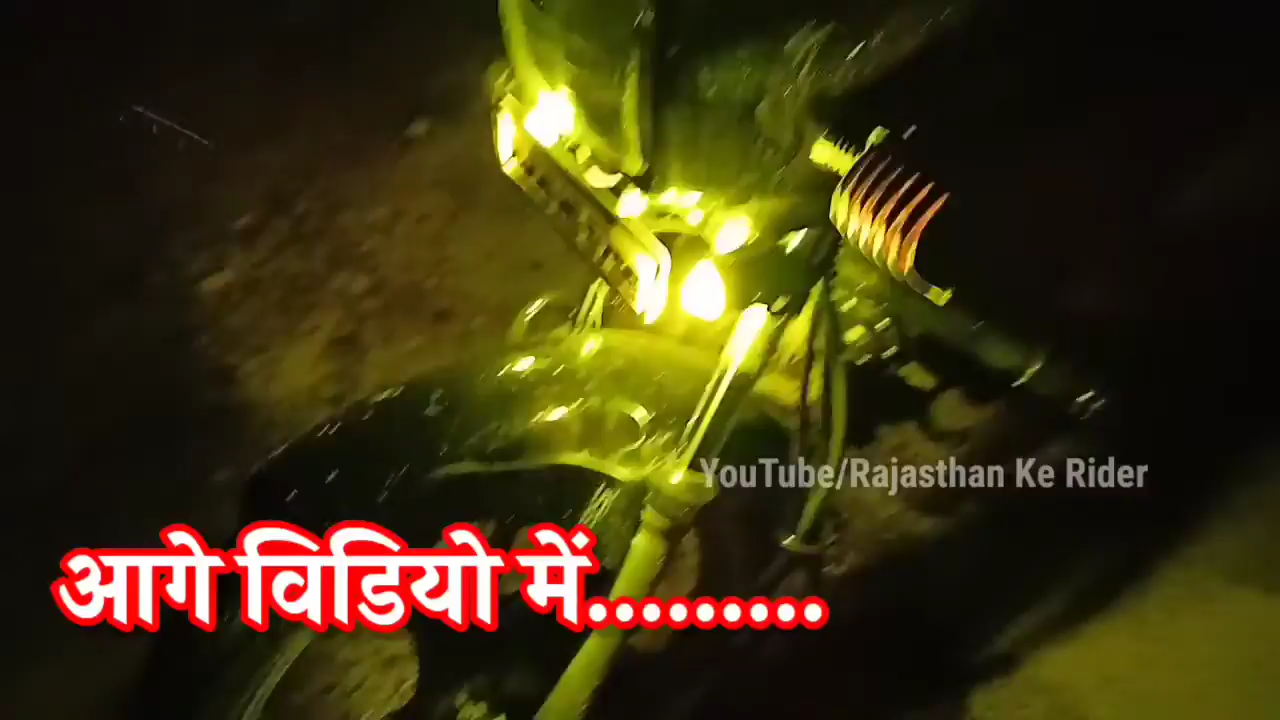 YouTube/Rajasthan Ke Rider
आगे विडियो में.........